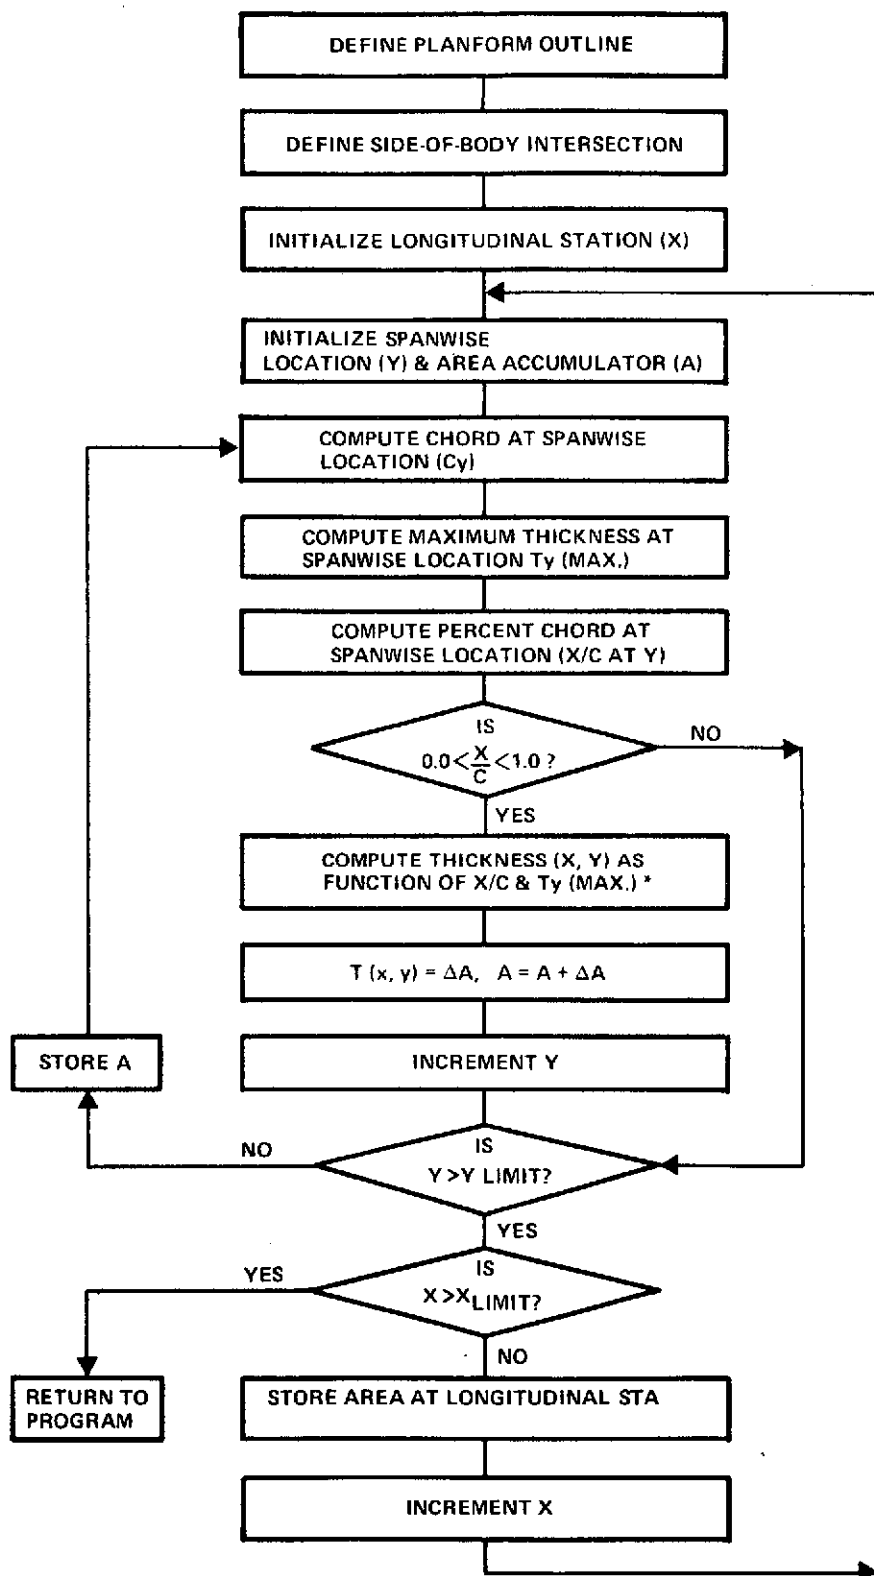 DEFINE PLANFORM OUTLINE
DEFINE SIDE-OF-BODY INTERSECTION
INITIALIZE LONGITUDINAL STATION (X)
INITIALIZE SPANWISE
LOCATION (Y) & AREA ACCUMULATOR (A)
COMPUTE CHORD AT SPANWISE
LOCATION (Cy)
COMPUTE MAXIMUM THICKNESS AT
SPANWISE LOCATION Ty (MAX.)
COMPUTE PERCENT CHORD AT
SPANWISE LOCATION (X/C AT Y)
IS
0.0 < X/C < 1.0 ?
NO
YES
COMPUTE THICKNESS (X, Y) AS
FUNCTION OF X/C & Ty (MAX.) *
T (x, y) = ΔA, A = A + ΔA
STORE A
INCREMENT Y
NO
IS
Y > Y LIMIT?
YES
YES
IS
X > X LIMIT?
NO
RETURN TO
PROGRAM
STORE AREA AT LONGITUDINAL STA
INCREMENT X